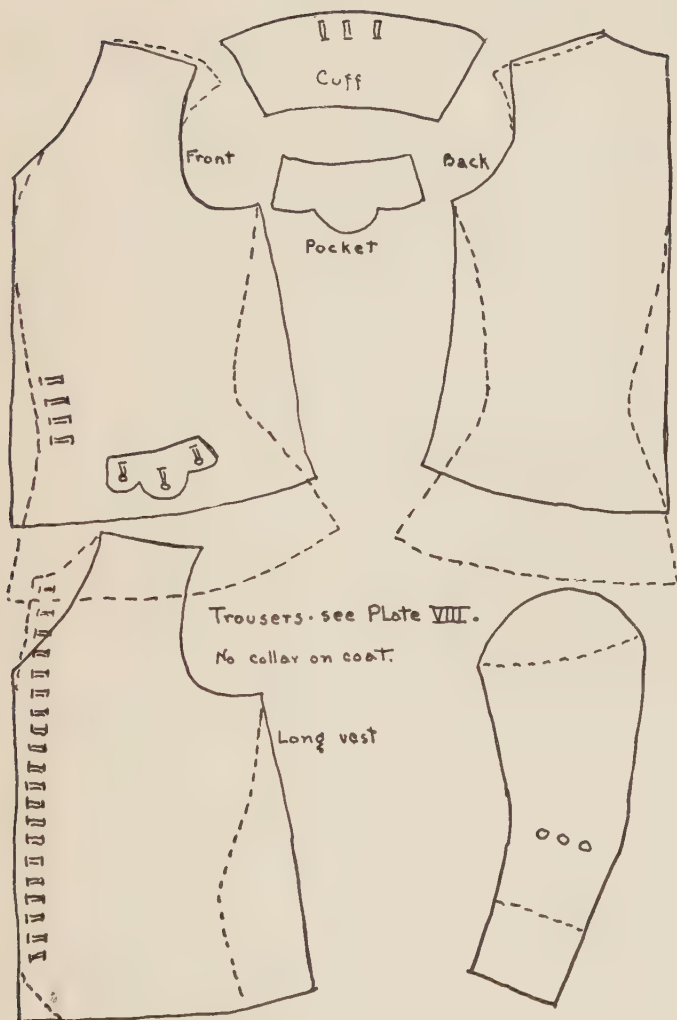 Cuff
Front
Back
Pocket
Trousers. see Plate VIII.
No collar on coat.
Long vest